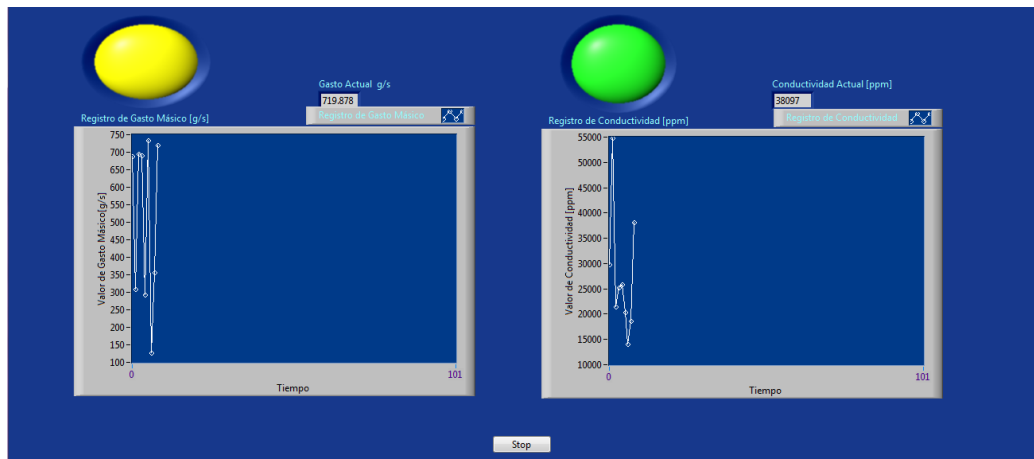 Gasto Actual g/s
719.878
Registro de Gasto Másico [g/s]
Registro de Gasto Másico
750
700
650
600
550
500
450
400
350
300
250
200
150
100
Valor de Gasto Másico[g/s]
0
101
Tiempo
Conductividad Actual [ppm]
38097
Registro de Conductividad [ppm]
Registro de Conductividad
55000
50000
45000
40000
35000
30000
25000
20000
15000
10000
Valor de Conductividad [ppm]
0
101
Tiempo
Stop